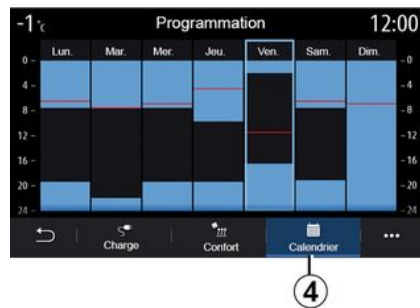 -1°c Programmation 12:00
Lun. Mar. Mer. Jeu. Ven. Sam. Dim.
0 0
4 4
8 8
12 12
16 16
20 20
24 24
Charge Confort Calendrier
4